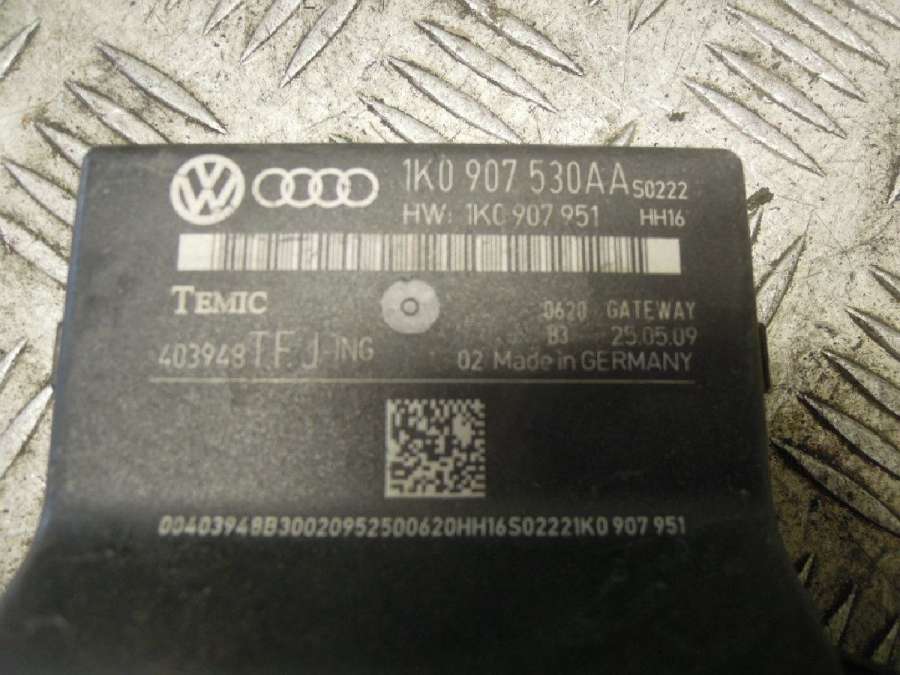 1K0 907 530AA S0222
HW: 1K0 907 951 HH16
TEMIC
0620 GATEWAY
B3 25.05.09
403948 T.F.J-ING 02 Made in GERMANY
00403948B30020952500620HH16S02221K0 907 951